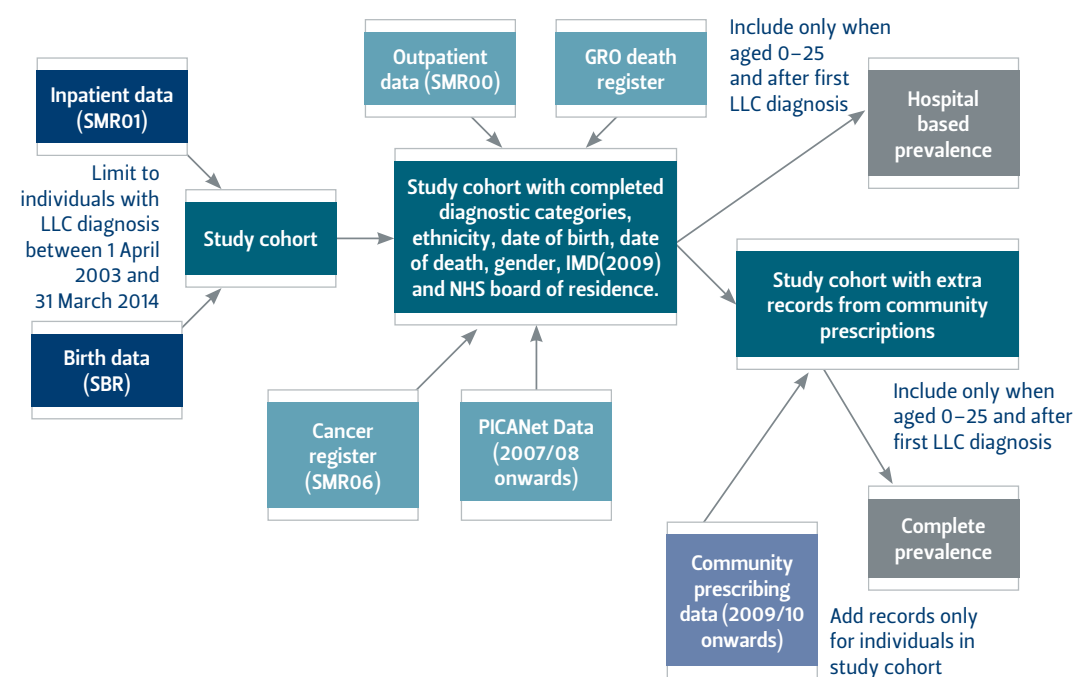 Inpatient data
(SMR01)
Limit to
individuals with
LLC diagnosis
between 1 April
2003 and
31 March 2014
Birth data
(SBR)
Study cohort
Outpatient
data (SMR00)
GRO death
register
Study cohort with completed
diagnostic categories,
ethnicity, date of birth, date
of death, gender, IMD(2009)
and NHS board of residence.
Cancer
register
(SMR06)
PICANet Data
(2007/08
onwards)
Include only when
aged 0–25
and after first
LLC diagnosis
Hospital
based
prevalence
Study cohort with extra
records from community
prescriptions
Include only when
aged 0–25 and after
first LLC diagnosis
Complete
prevalence
Community
prescribing
data (2009/10
onwards)
Add records only
for individuals in
study cohort